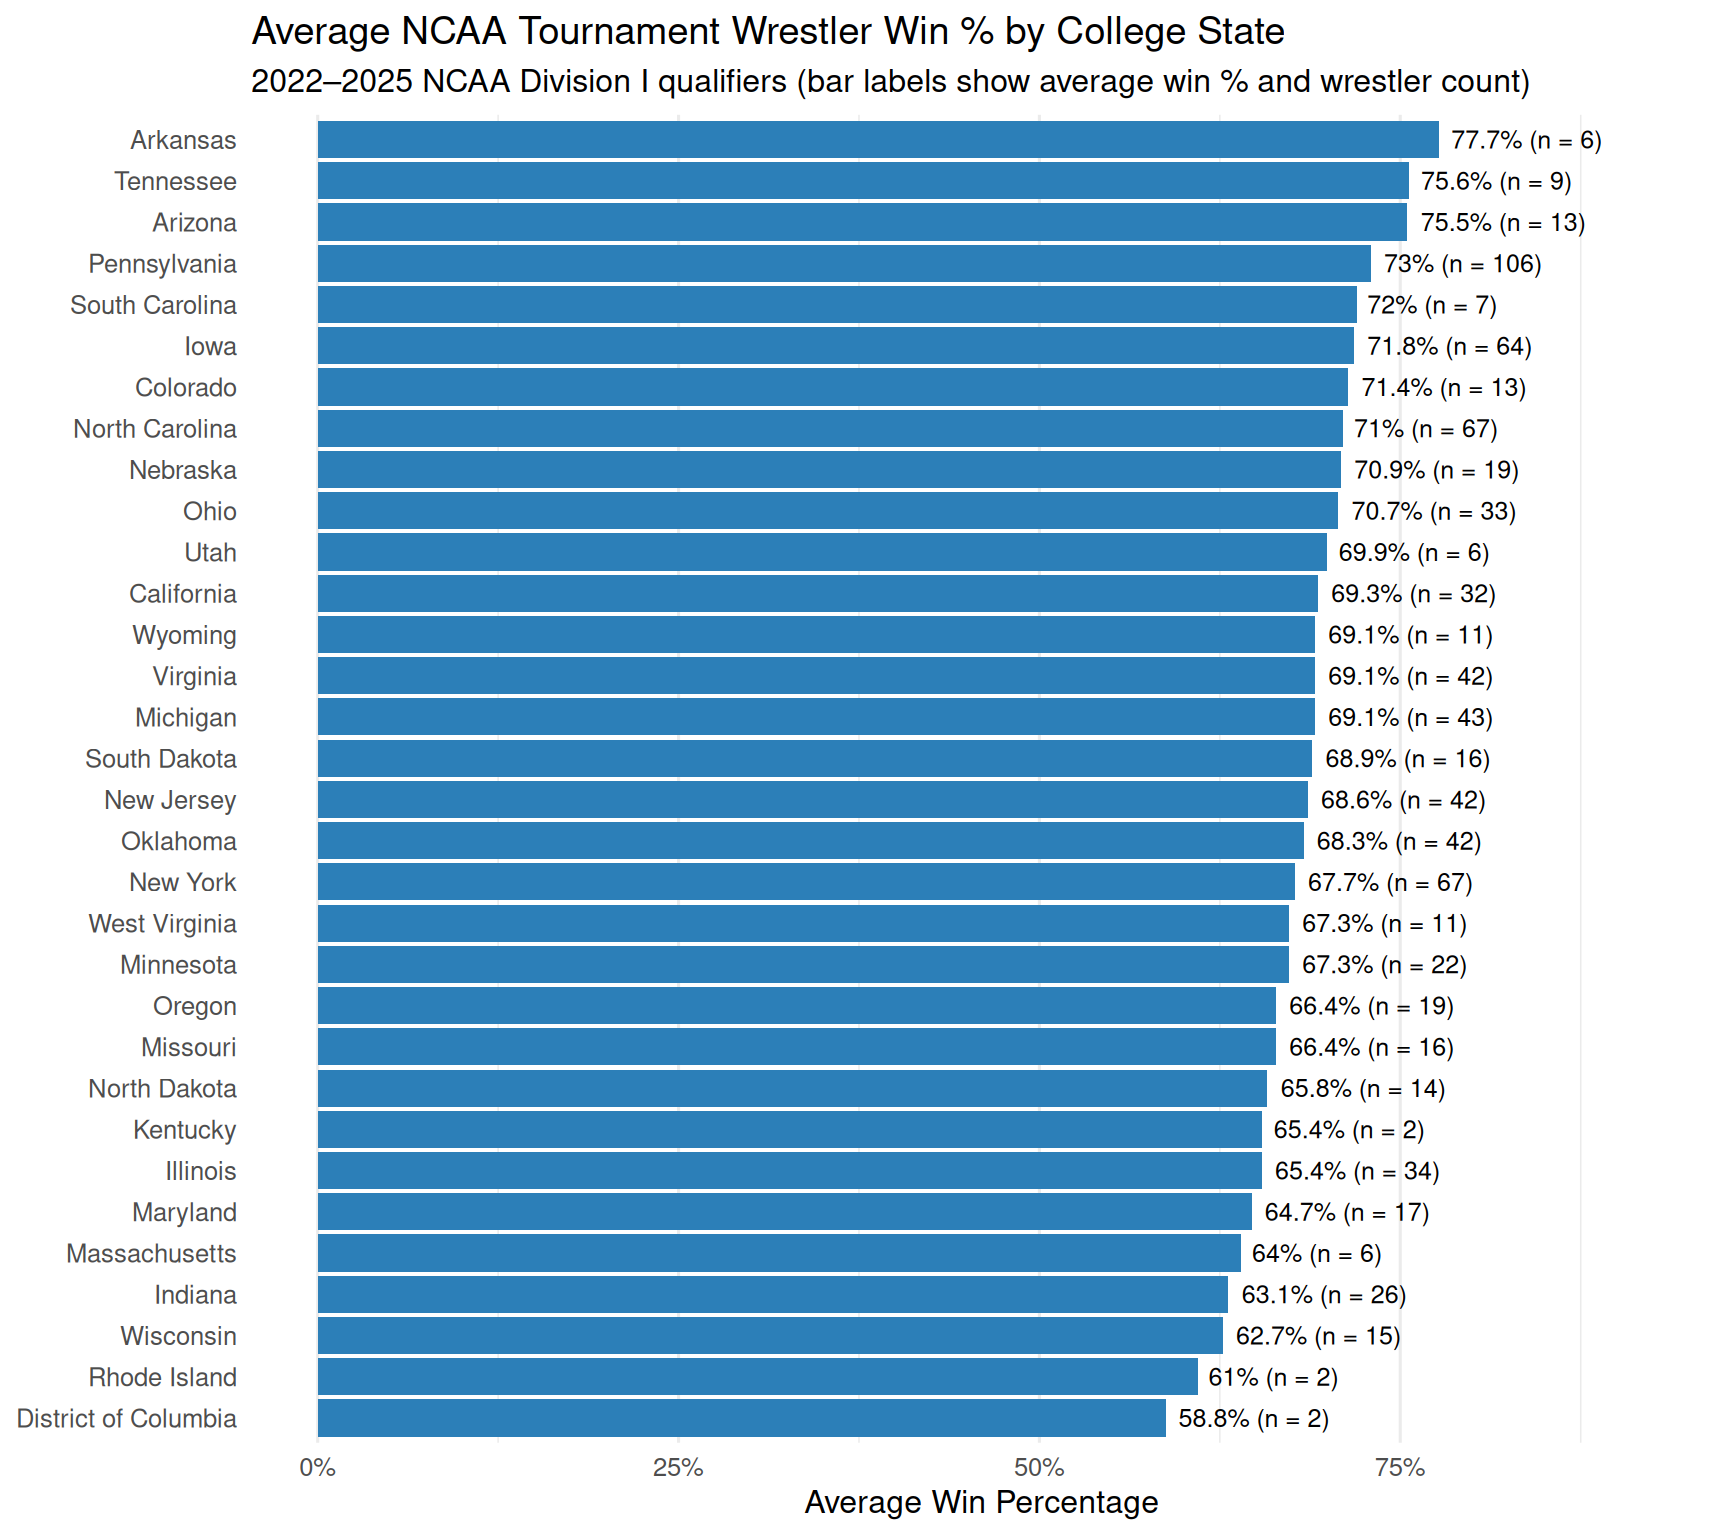 Average NCAA Tournament Wrestler Win % by College State
2022–2025 NCAA Division I qualifiers (bar labels show average win % and wrestler count)
Arkansas 77.7% (n = 6)
Tennessee 75.6% (n = 9)
Arizona 75.5% (n = 13)
Pennsylvania 73% (n = 106)
South Carolina 72% (n = 7)
Iowa 71.8% (n = 64)
Colorado 71.4% (n = 13)
North Carolina 71% (n = 67)
Nebraska 70.9% (n = 19)
Ohio 70.7% (n = 33)
Utah 69.9% (n = 6)
California 69.3% (n = 32)
Wyoming 69.1% (n = 11)
Virginia 69.1% (n = 42)
Michigan 69.1% (n = 43)
South Dakota 68.9% (n = 16)
New Jersey 68.6% (n = 42)
Oklahoma 68.3% (n = 42)
New York 67.7% (n = 67)
West Virginia 67.3% (n = 11)
Minnesota 67.3% (n = 22)
Oregon 66.4% (n = 19)
Missouri 66.4% (n = 16)
North Dakota 65.8% (n = 14)
Kentucky 65.4% (n = 2)
Illinois 65.4% (n = 34)
Maryland 64.7% (n = 17)
Massachusetts 64% (n = 6)
Indiana 63.1% (n = 26)
Wisconsin 62.7% (n = 15)
Rhode Island 61% (n = 2)
District of Columbia 58.8% (n = 2)
0% 25% 50% 75%
Average Win Percentage